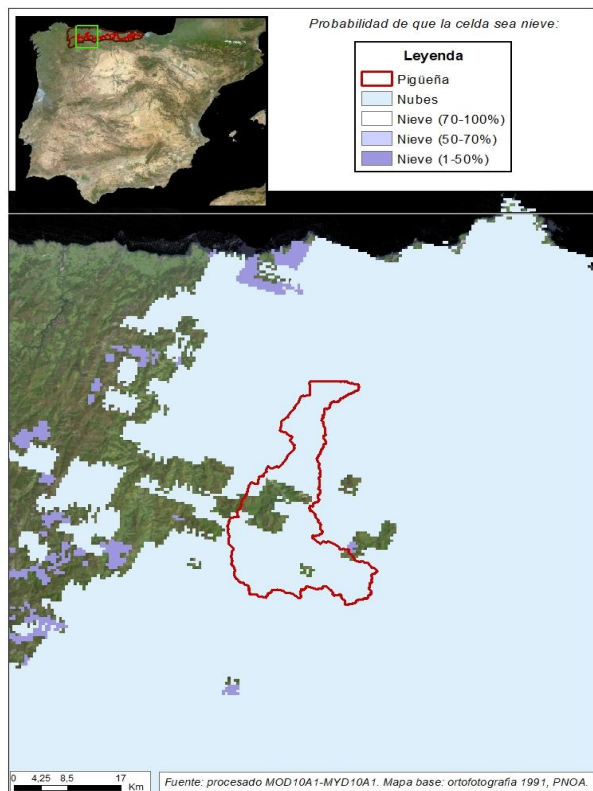 Probabilidad de que la celda sea nieve:
Leyenda
Pigüeña
Nubes
Nieve (70-100%)
Nieve (50-70%)
Nieve (1-50%)
0 4,25 8,5 17
Km
Fuente: procesado MOD10A1-MYD10A1. Mapa base: ortofotografía 1991, PNOA.